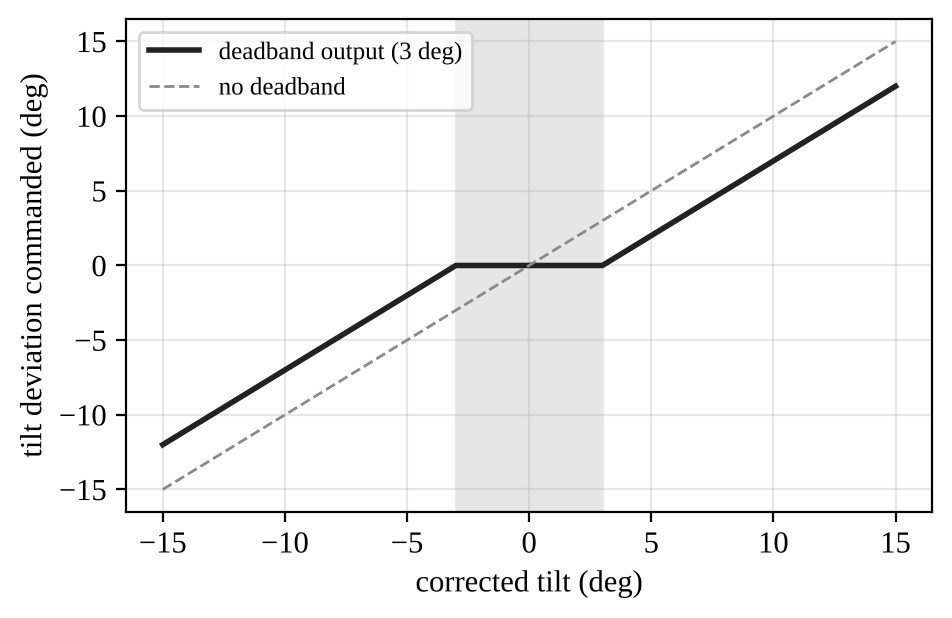 deadband output (3 deg)
no deadband
tilt deviation commanded (deg)
15
10
5
0
−5
−10
−15
−15 −10 −5 0 5 10 15
corrected tilt (deg)